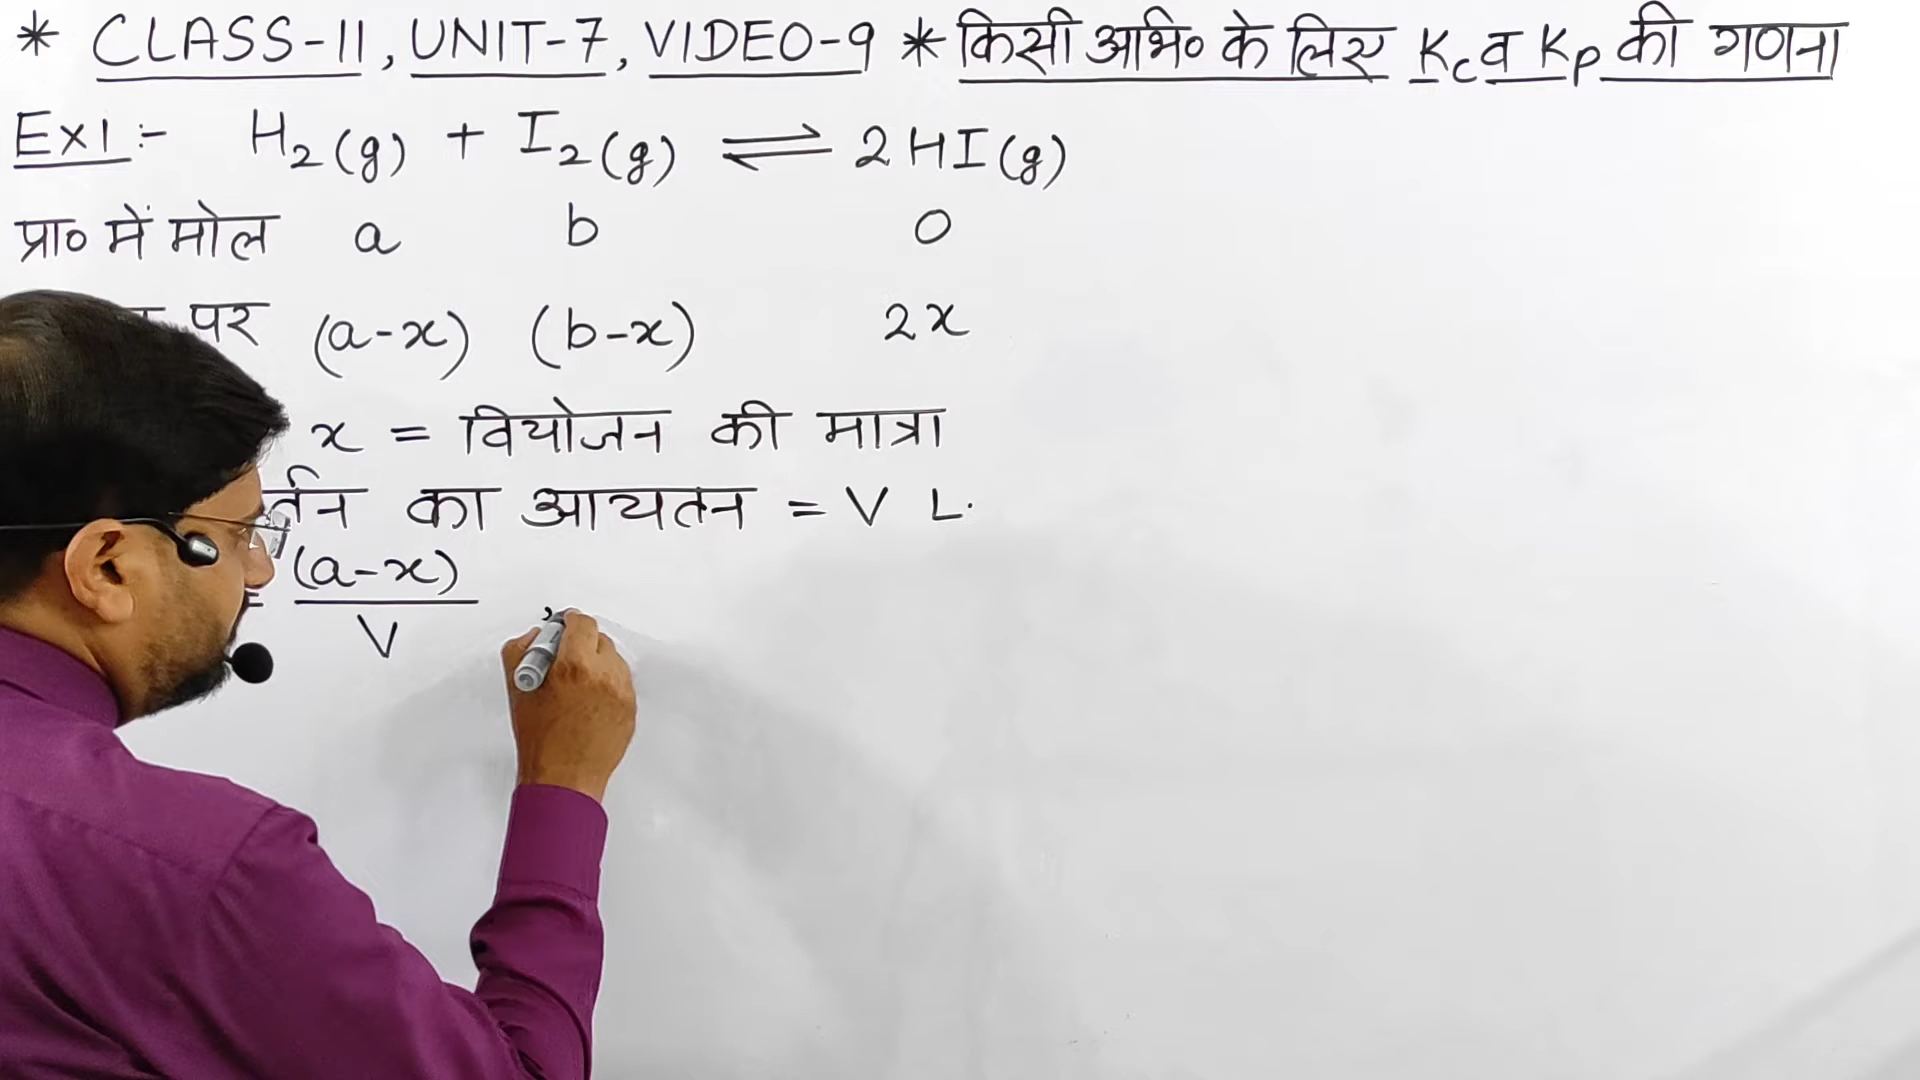 * CLASS-11, UNIT-7, VIDEO-9 * किसी अभि० के लिए Kc व Kp की गणना
Ex1:- H₂(g) + I₂(g) ⇌ 2HI(g)
प्रा० में मोल a b 0
पर (a-x) (b-x) 2x
x = वियोजन की मात्रा
का आयतन = V L.
= (a-x)
V ,